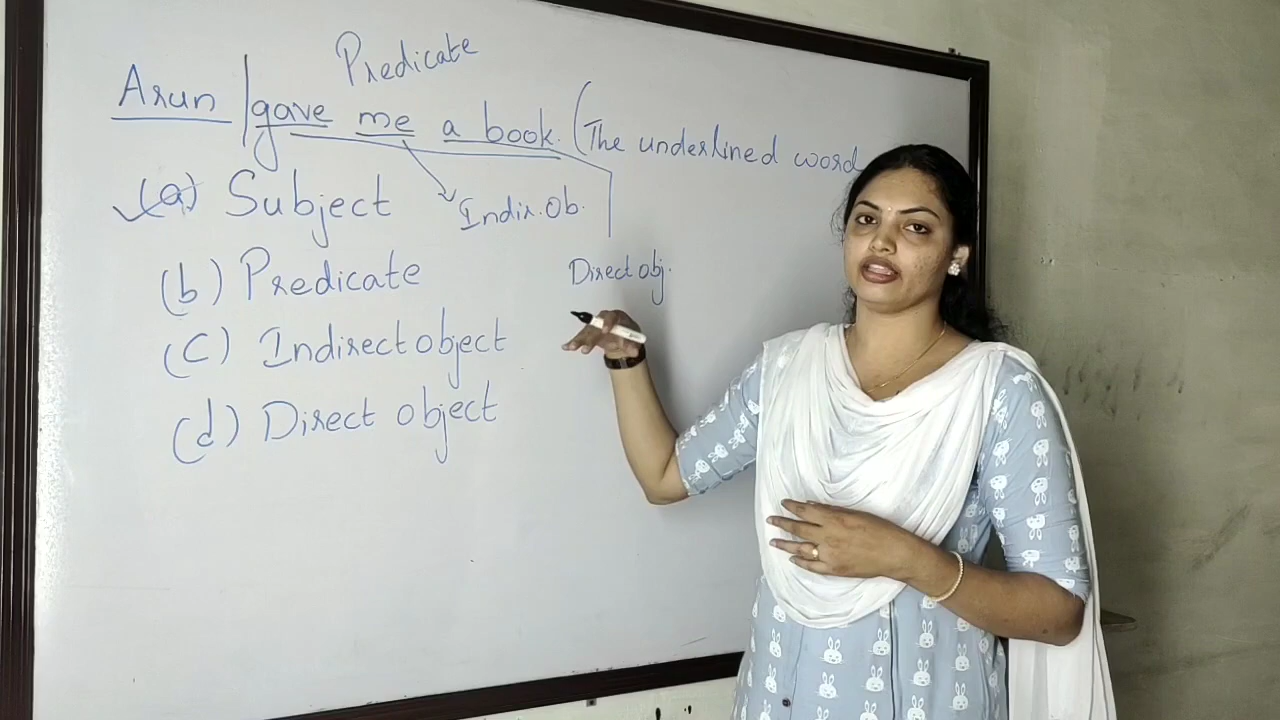 Predicate
Arun | gave me a book. (The underlined word
(a) Subject
Indir. Ob.
(b) Predicate
Direct obj.
(c) Indirect object
(d) Direct object